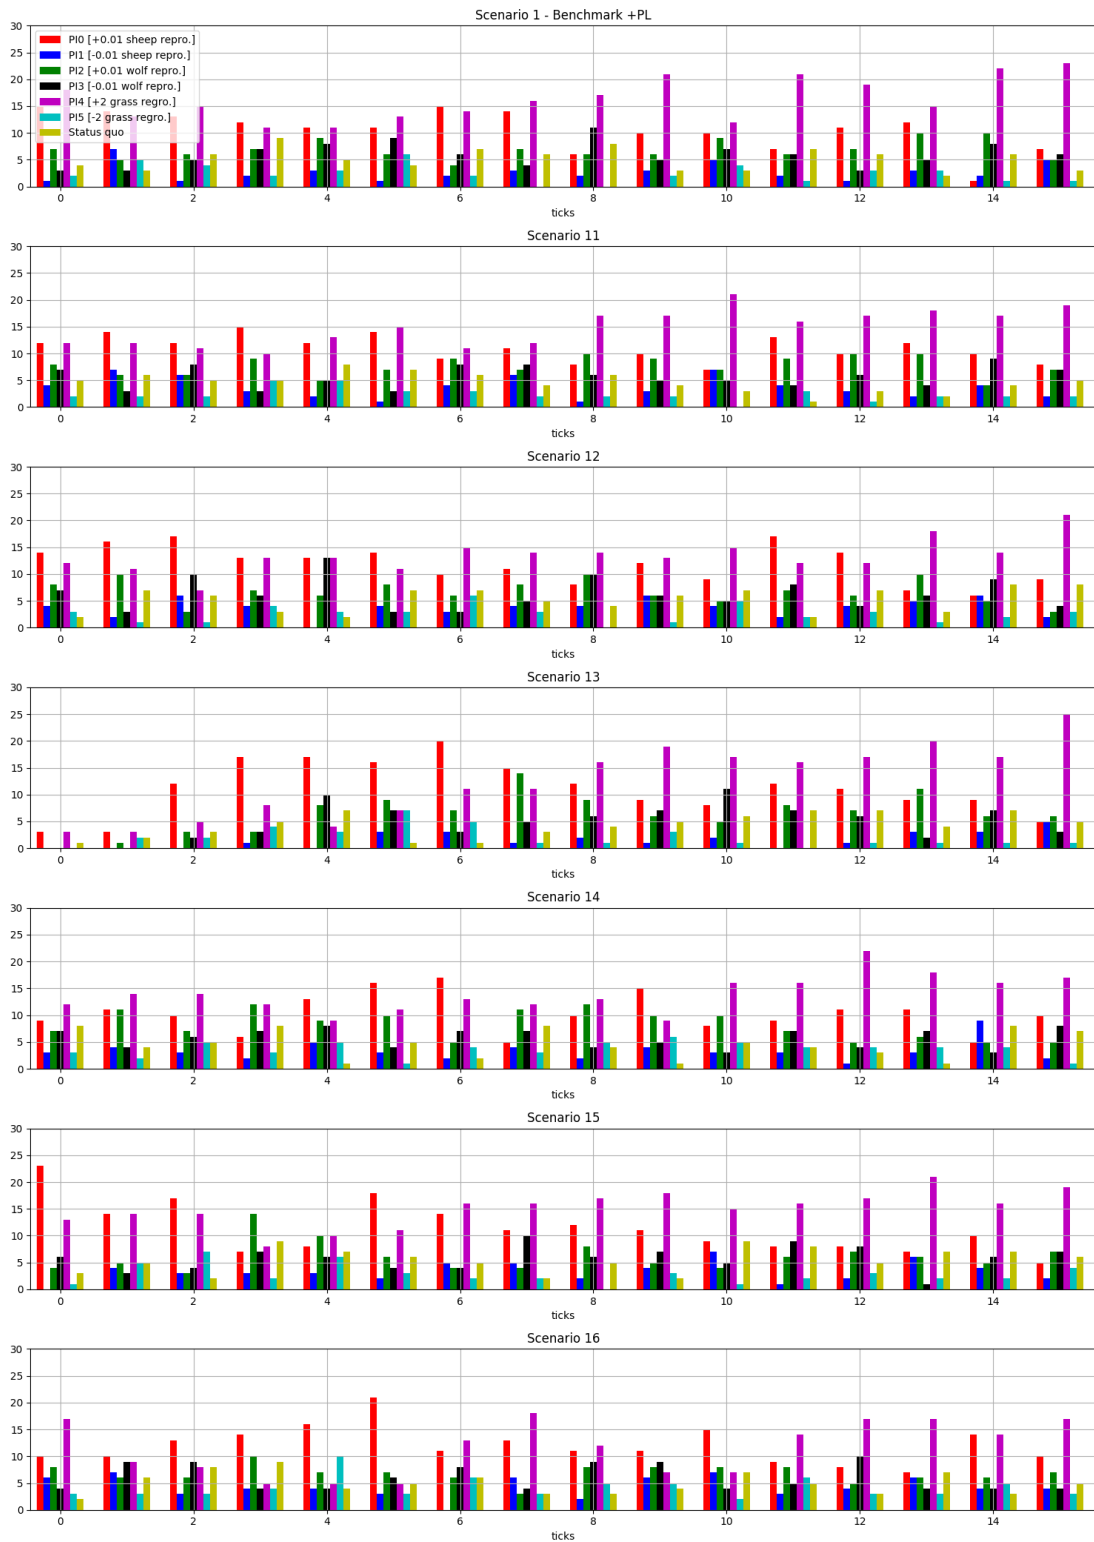 Scenario 1 - Benchmark +PL
30
25
20
15
10
5
0
PI0 [+0.01 sheep repro.]
PI1 [-0.01 sheep repro.]
PI2 [+0.01 wolf repro.]
PI3 [-0.01 wolf repro.]
PI4 [+2 grass regro.]
PI5 [-2 grass regro.]
Status quo
0 2 4 6 8 10 12 14
ticks
Scenario 11
30
25
20
15
10
5
0
0 2 4 6 8 10 12 14
ticks
Scenario 12
30
25
20
15
10
5
0
0 2 4 6 8 10 12 14
ticks
Scenario 13
30
25
20
15
10
5
0
0 2 4 6 8 10 12 14
ticks
Scenario 14
30
25
20
15
10
5
0
0 2 4 6 8 10 12 14
ticks
Scenario 15
30
25
20
15
10
5
0
0 2 4 6 8 10 12 14
ticks
Scenario 16
30
25
20
15
10
5
0
0 2 4 6 8 10 12 14
ticks